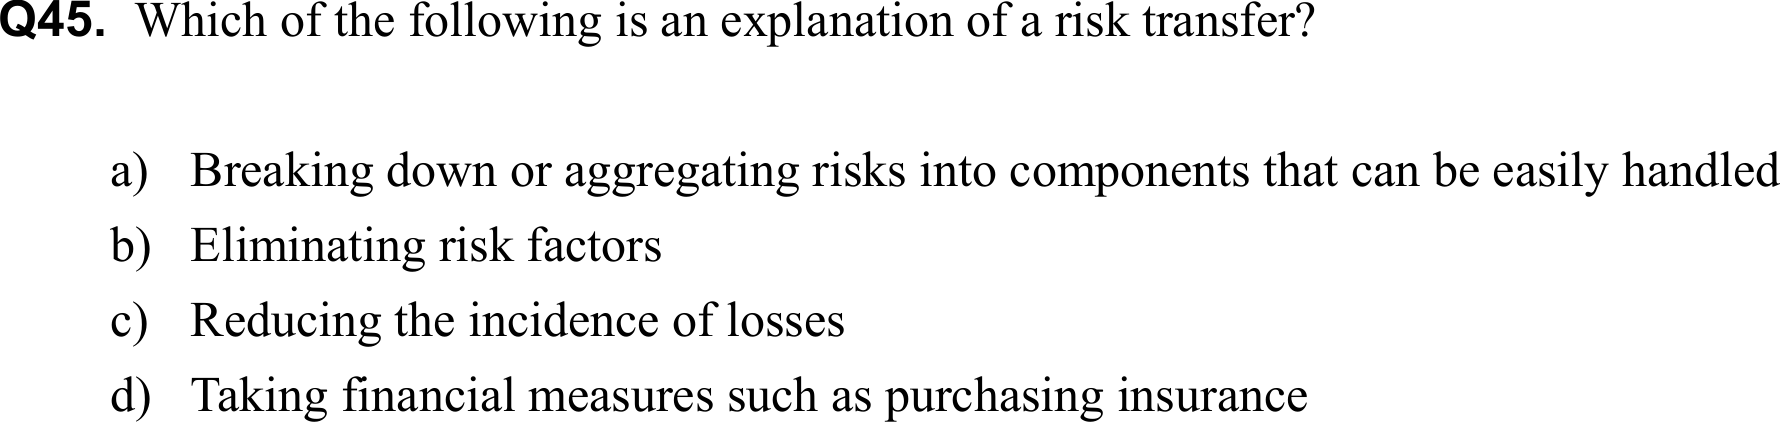 Q45. Which of the following is an explanation of a risk transfer?
a) Breaking down or aggregating risks into components that can be easily handled
b) Eliminating risk factors
c) Reducing the incidence of losses
d) Taking financial measures such as purchasing insurance